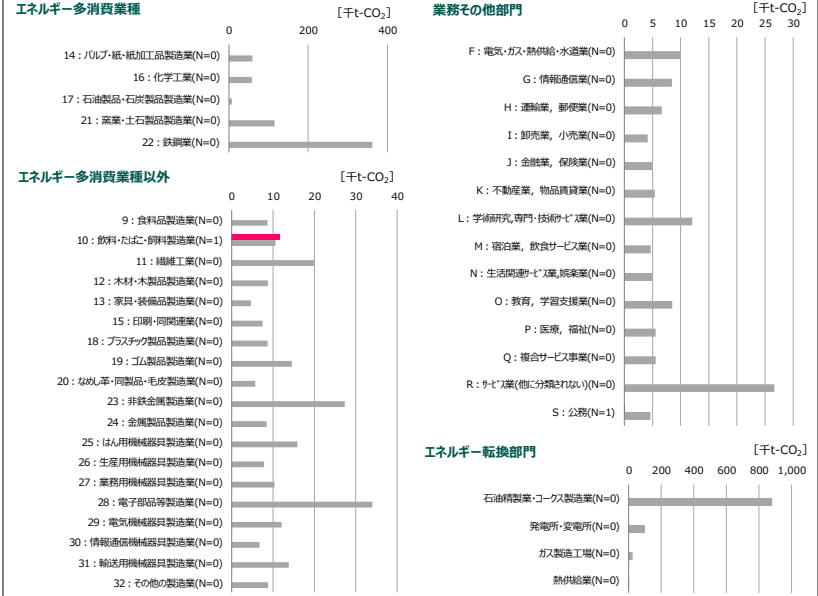 エネルギー多消費業種
[千t-CO2]
0 200 400
14：パルプ・紙・紙加工品製造業(N=0)
16：化学工業(N=0)
17：石油製品・石炭製品製造業(N=0)
21：窯業・土石製品製造業(N=0)
22：鉄鋼業(N=0)
エネルギー多消費業種以外
[千t-CO2]
0 10 20 30 40
9：食料品製造業(N=0)
10：飲料・たばこ・飼料製造業(N=1)
11：繊維工業(N=0)
12：木材・木製品製造業(N=0)
13：家具・装備品製造業(N=0)
15：印刷・同関連業(N=0)
18：プラスチック製品製造業(N=0)
19：ゴム製品製造業(N=0)
20：なめし革・同製品・毛皮製造業(N=0)
23：非鉄金属製造業(N=0)
24：金属製品製造業(N=0)
25：はん用機械器具製造業(N=0)
26：生産用機械器具製造業(N=0)
27：業務用機械器具製造業(N=0)
28：電子部品等製造業(N=0)
29：電気機械器具製造業(N=0)
30：情報通信機械器具製造業(N=0)
31：輸送用機械器具製造業(N=0)
32：その他の製造業(N=0)
業務その他部門
[千t-CO2]
0 5 10 15 20 25 30
F：電気・ガス・熱供給・水道業(N=0)
G：情報通信業(N=0)
H：運輸業，郵便業(N=0)
I：卸売業，小売業(N=0)
J：金融業，保険業(N=0)
K：不動産業，物品賃貸業(N=0)
L：学術研究,専門・技術サービス業(N=0)
M：宿泊業，飲食サービス業(N=0)
N：生活関連サービス業,娯楽業(N=0)
O：教育，学習支援業(N=0)
P：医療，福祉(N=0)
Q：複合サービス事業(N=0)
R：サービス業(他に分類されない)(N=0)
S：公務(N=1)
エネルギー転換部門
[千t-CO2]
0 200 400 600 800 1,000
石油精製業・コークス製造業(N=0)
発電所・変電所(N=0)
ガス製造工場(N=0)
熱供給業(N=0)